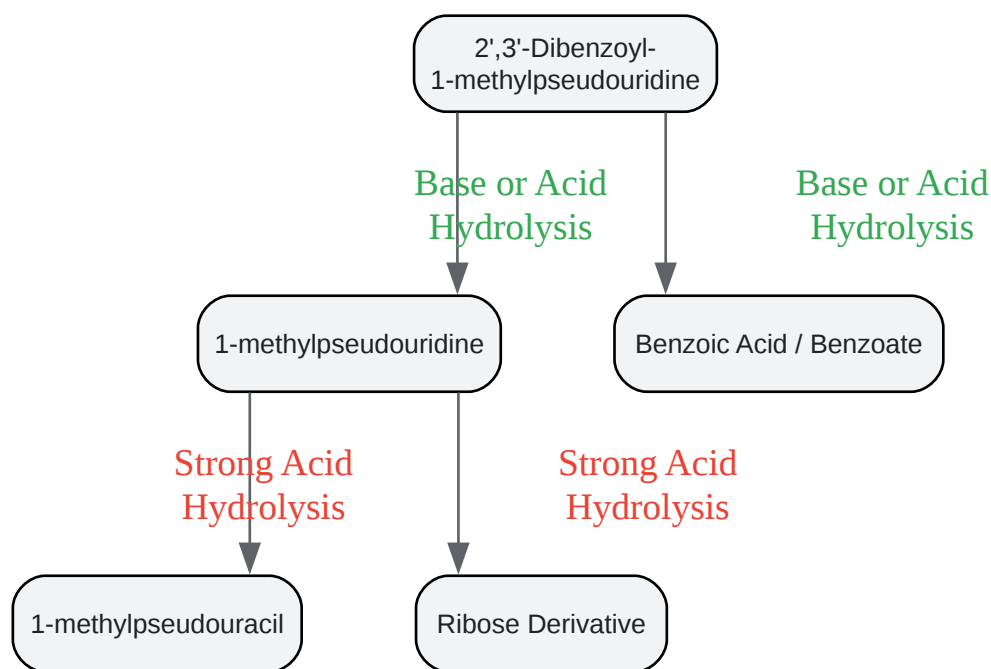 2',3'-Dibenzoyl-
1-methylpseudouridine
Base or Acid
Hydrolysis
Base or Acid
Hydrolysis
1-methylpseudouridine
Benzoic Acid / Benzoate
Strong Acid
Hydrolysis
Strong Acid
Hydrolysis
1-methylpseudouracil
Ribose Derivative